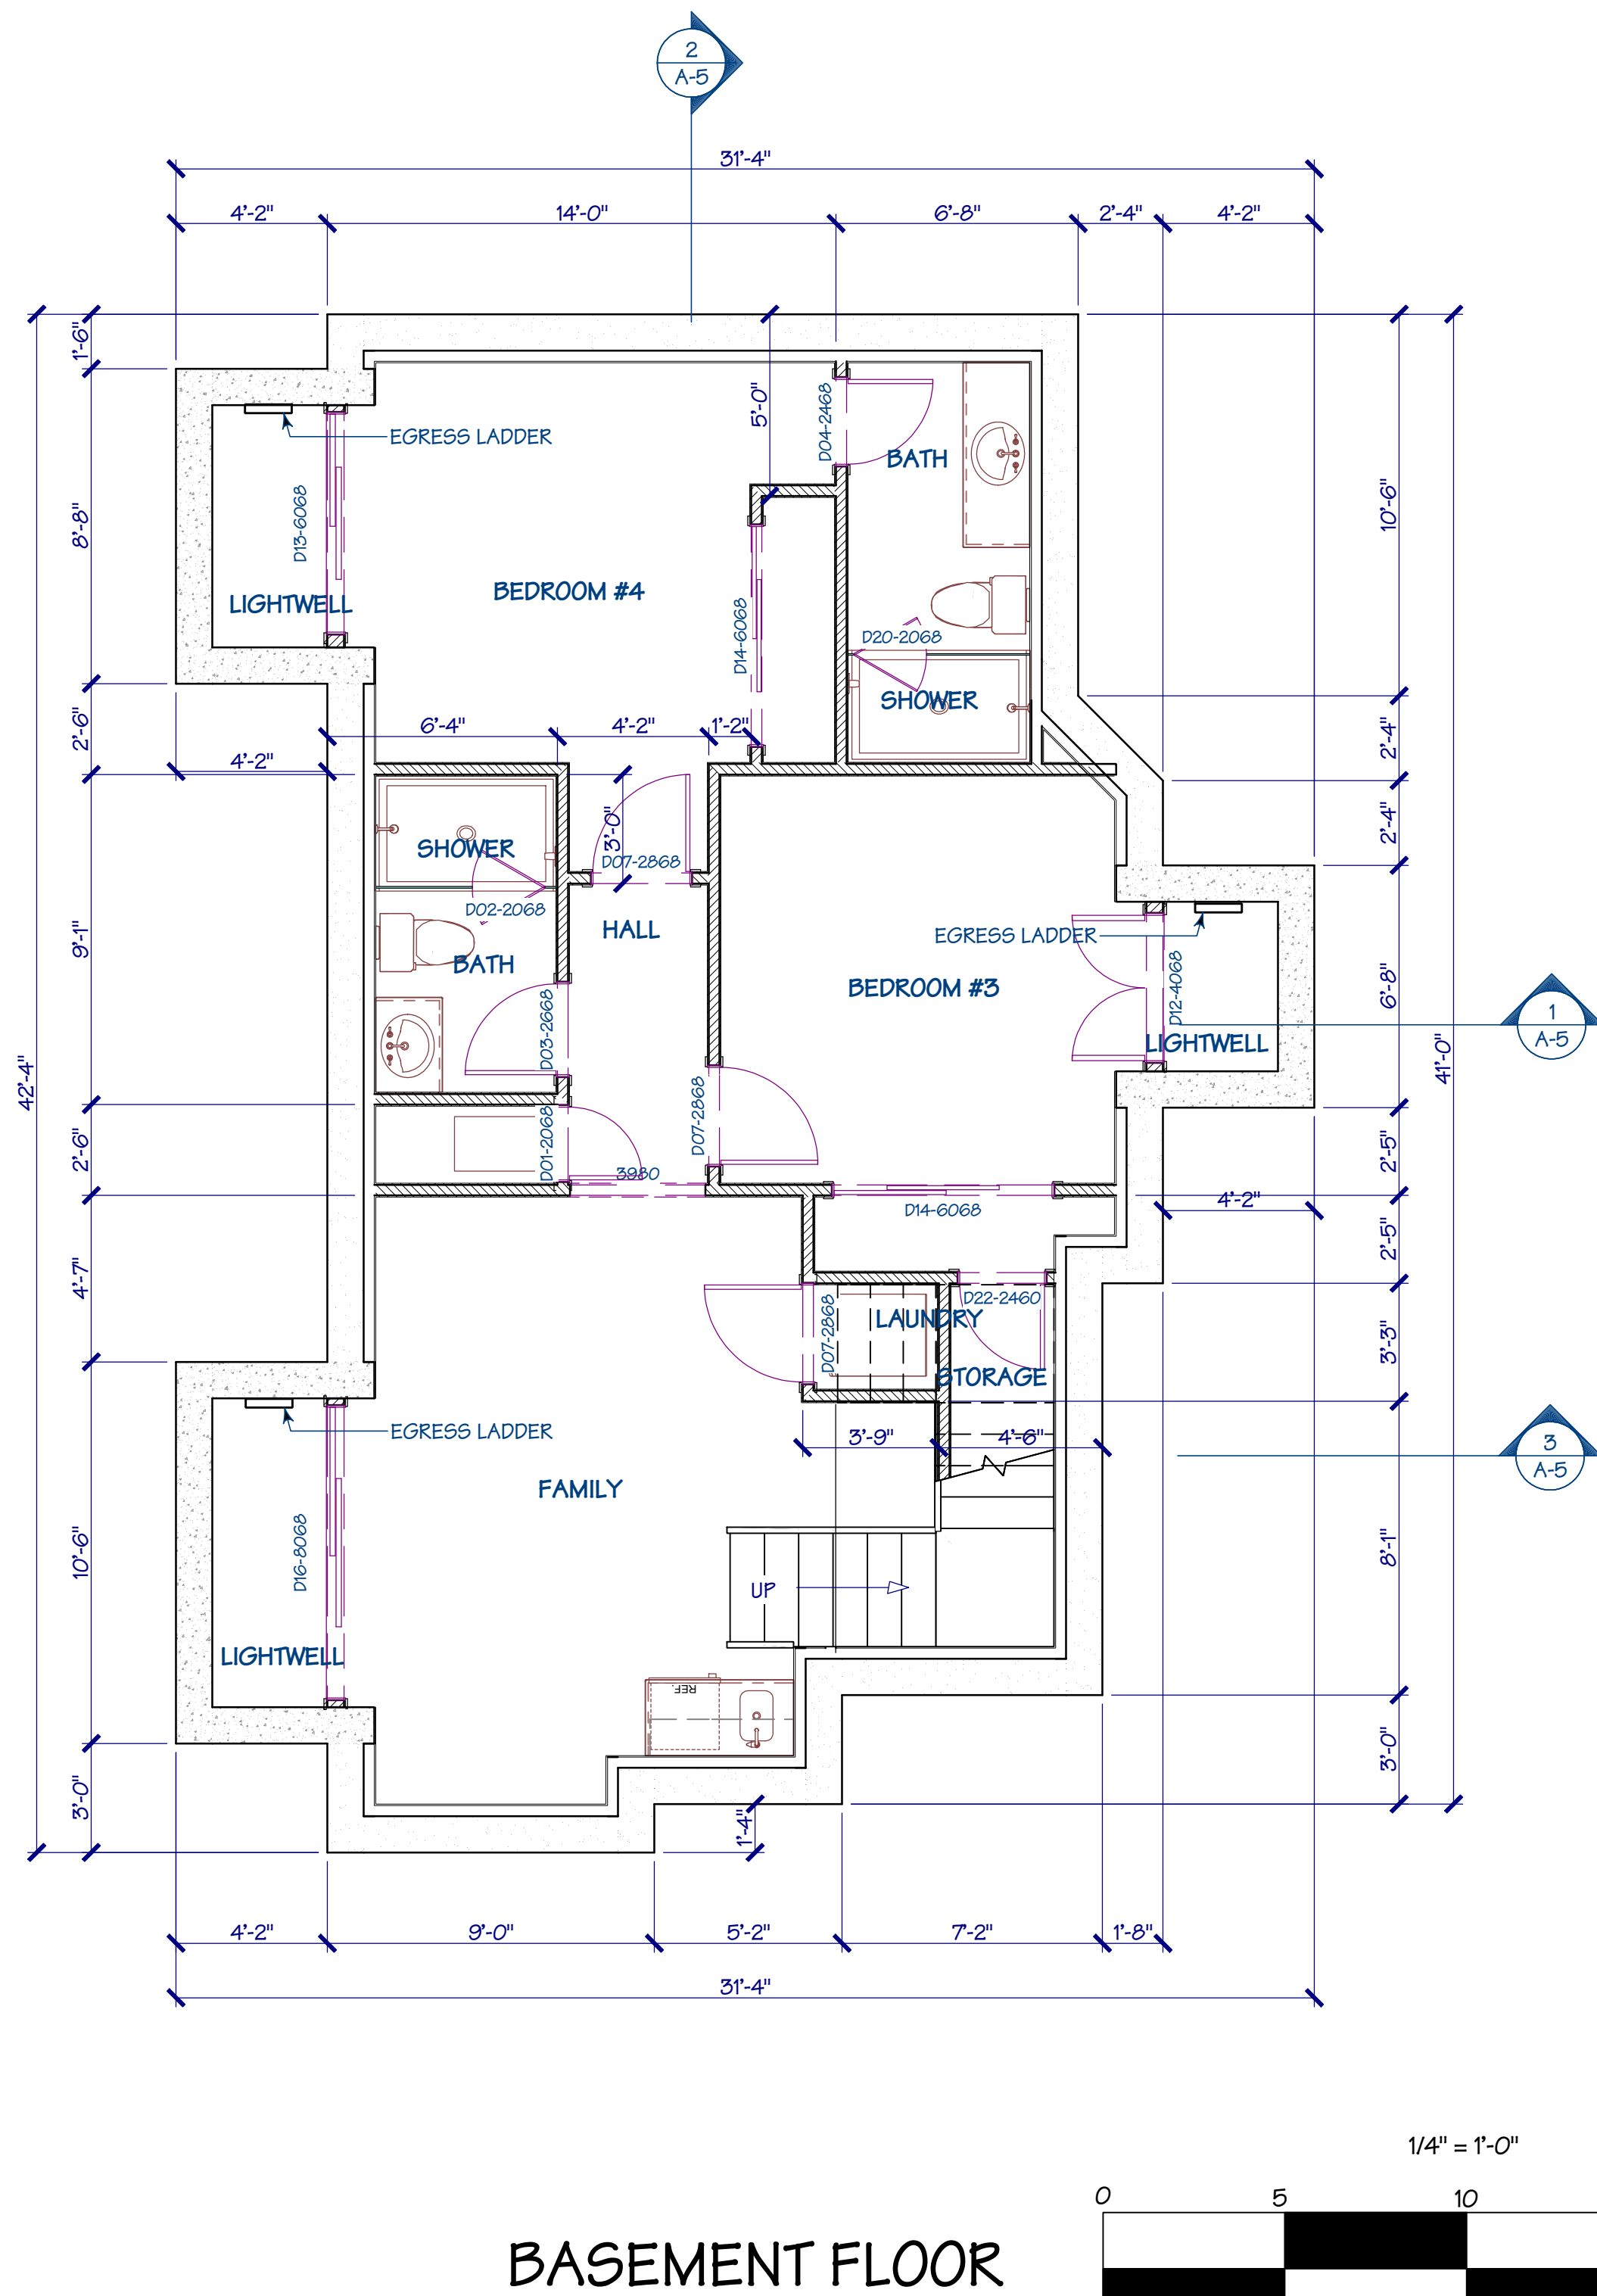 2
A-5
31'-4"
4'-2"
14'-0"
6'-8"
2'-4"
4'-2"
1'-6"
8'-8"
2'-6"
4'-2"
9'-1"
42'-4"
2'-6"
4'-7"
10'-6"
3'-0"
EGRESS LADDER
D13-6068
LIGHTWELL
BEDROOM #4
5'-0"
D04-2468
BATH
D14-6068
D20-2068
SHOWER
6'-4"
4'-2"
1'-2"
10'-6"
2'-4"
2'-4"
6'-8"
41'-0"
2'-5"
4'-2"
2'-5"
3'-3"
8'-1"
3'-0"
SHOWER
3'-0"
D07-2868
D02-2068
HALL
BATH
D03-2668
D01-2068
3980
D07-2868
BEDROOM #3
EGRESS LADDER
D12-4068
LIGHTWELL
1
A-5
D14-6068
D22-2460
LAUNDRY
D07-2868
STORAGE
3'-9"
4'-6"
3
A-5
EGRESS LADDER
FAMILY
D16-8068
LIGHTWELL
UP
REF.
1'-4"
4'-2"
9'-0"
5'-2"
7'-2"
1'-8"
31'-4"
1/4" = 1'-0"
0
5
10
BASEMENT FLOOR